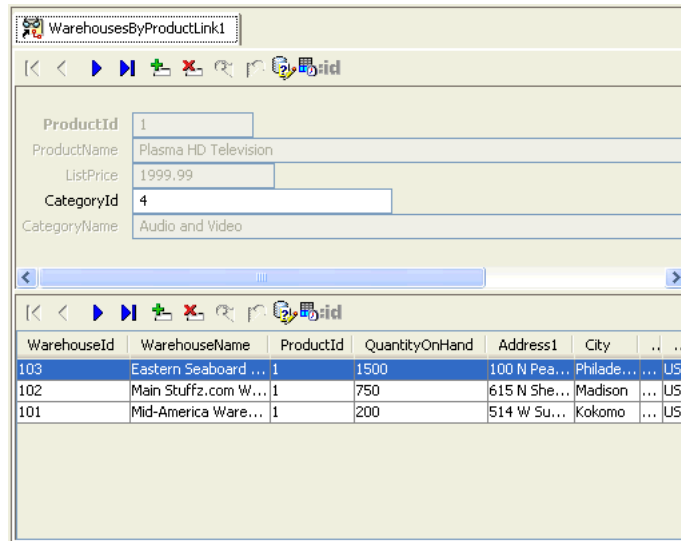 WarehousesByProductLink1
:id
ProductId 1
ProductName Plasma HD Television
ListPrice 1999.99
CategoryId 4
CategoryName Audio and Video
:id
WarehouseId WarehouseName ProductId QuantityOnHand Address1 City .. ..
103 Eastern Seaboard ... 1 1500 100 N Pea... Philade... ... US
102 Main Stuffz.com W... 1 750 615 N She... Madison ... US
101 Mid-America Ware... 1 200 514 W Su... Kokomo ... US